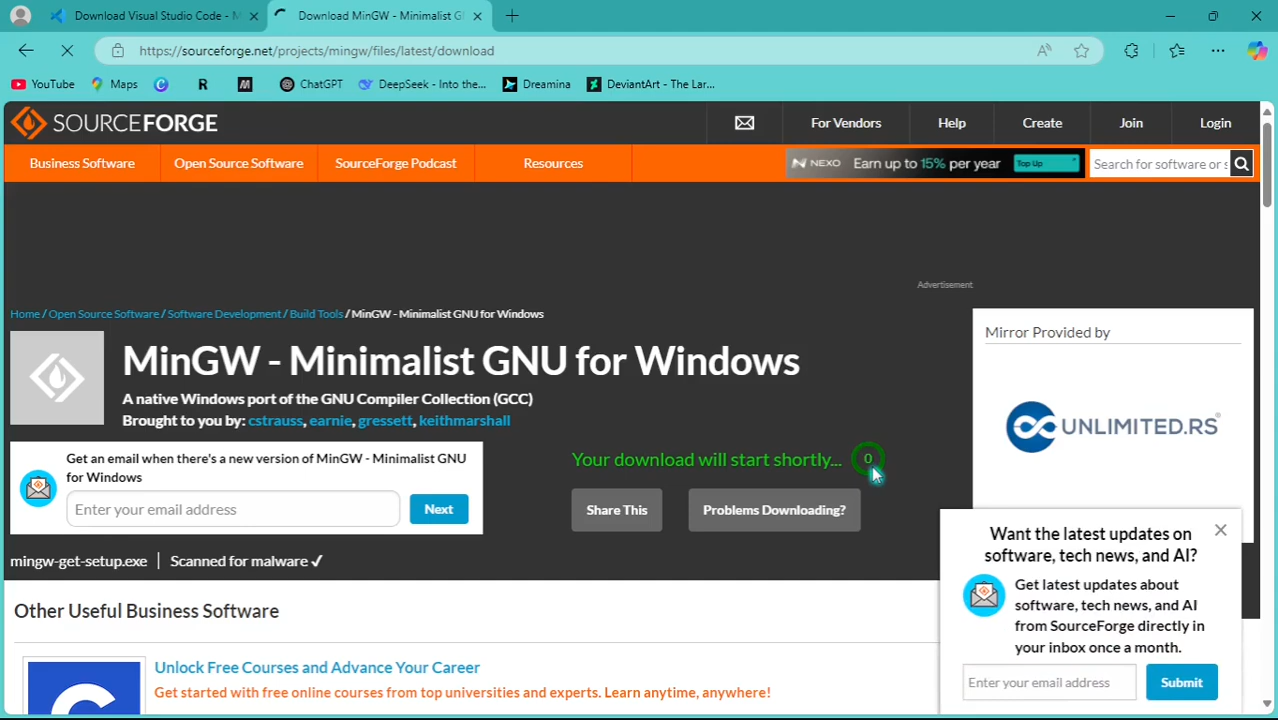 Download Visual Studio Code - M
Download MinGW - Minimalist G
https://sourceforge.net/projects/mingw/files/latest/download
YouTube
Maps
ChatGPT
DeepSeek - Into the...
Dreamina
DeviantArt - The Lar...
SOURCEFORGE
For Vendors
Help
Create
Join
Login
Business Software
Open Source Software
SourceForge Podcast
Resources
NEXO Earn up to 15% per year Top Up
Search for software or s
Advertisement
Home / Open Source Software / Software Development / Build Tools / MinGW - Minimalist GNU for Windows
MinGW - Minimalist GNU for Windows
A native Windows port of the GNU Compiler Collection (GCC)
Brought to you by: cstrauss, earnie, gressett, keithmarshall
Get an email when there's a new version of MinGW - Minimalist GNU
for Windows
Enter your email address
Next
Your download will start shortly... 0
Share This
Problems Downloading?
mingw-get-setup.exe
Scanned for malware ✓
Mirror Provided by
UNLIMITED.RS
Want the latest updates on
software, tech news, and AI?
Get latest updates about
software, tech news, and AI
from SourceForge directly in
your inbox once a month.
Enter your email address
Submit
Other Useful Business Software
Unlock Free Courses and Advance Your Career
Get started with free online courses from top universities and experts. Learn anytime, anywhere!